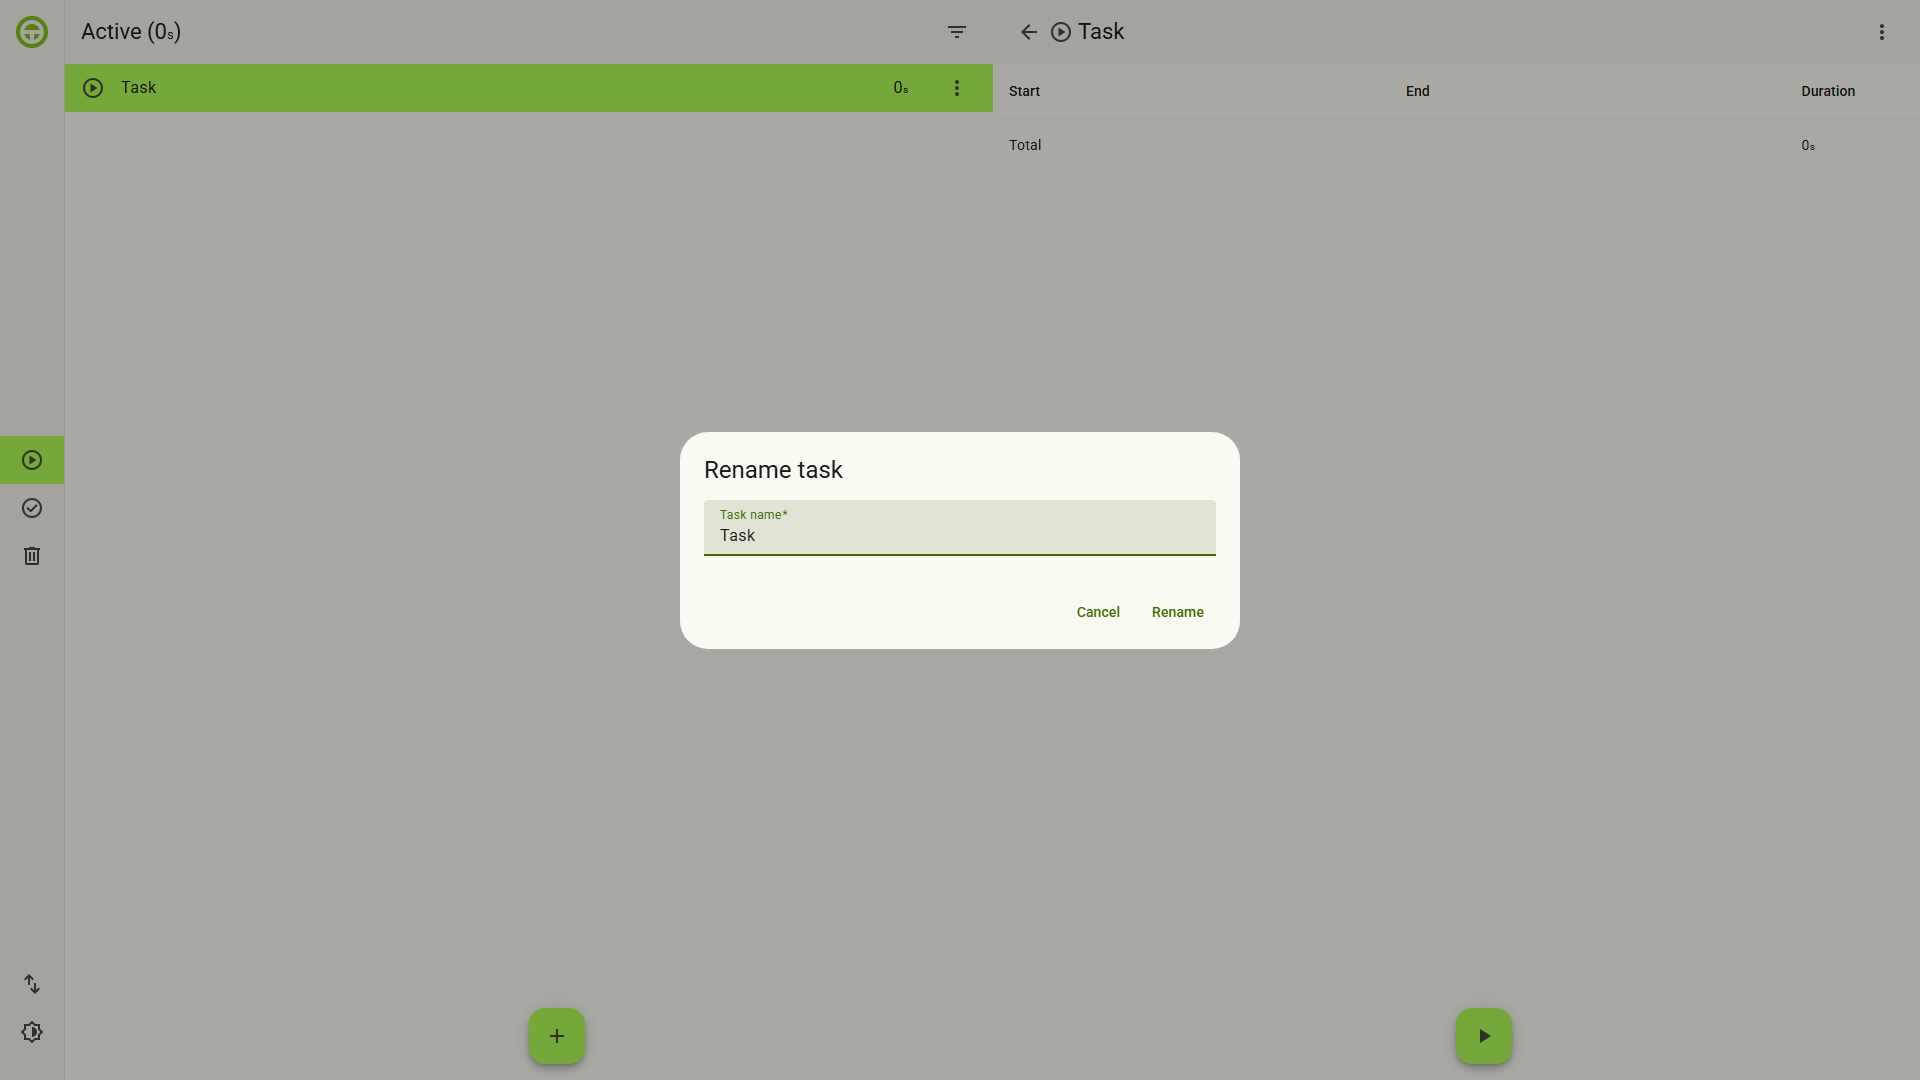 Active (0s)
Task
Task
0s
Start
End
Duration
Total
0s
Rename task
Task name*
Task
Cancel
Rename